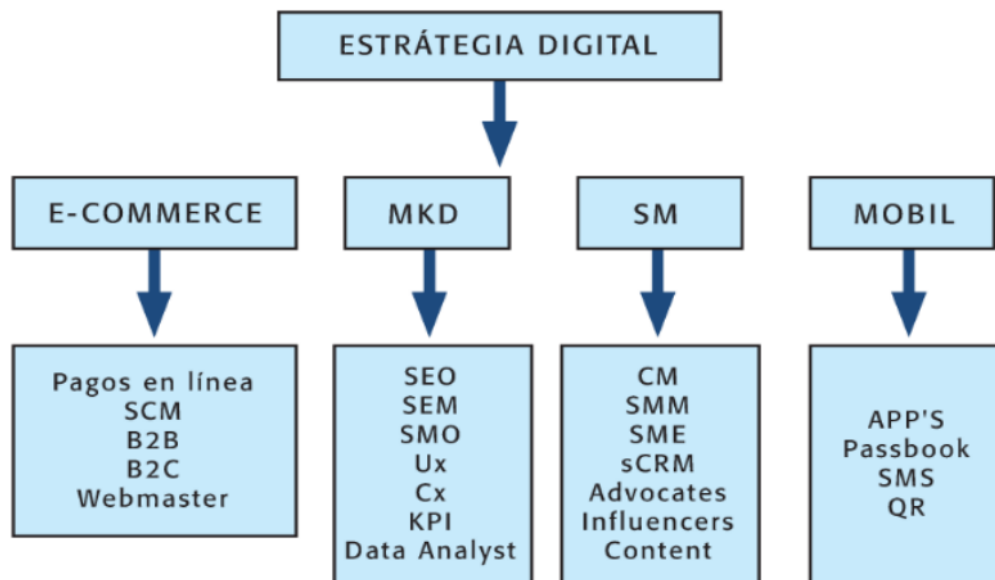 ESTRÁTEGIA DIGITAL
E-COMMERCE
MKD
SM
MOBIL
Pagos en línea
SCM
B2B
B2C
Webmaster
SEO
SEM
SMO
Ux
Cx
KPI
Data Analyst
CM
SMM
SME
sCRM
Advocates
Influencers
Content
APP'S
Passbook
SMS
QR